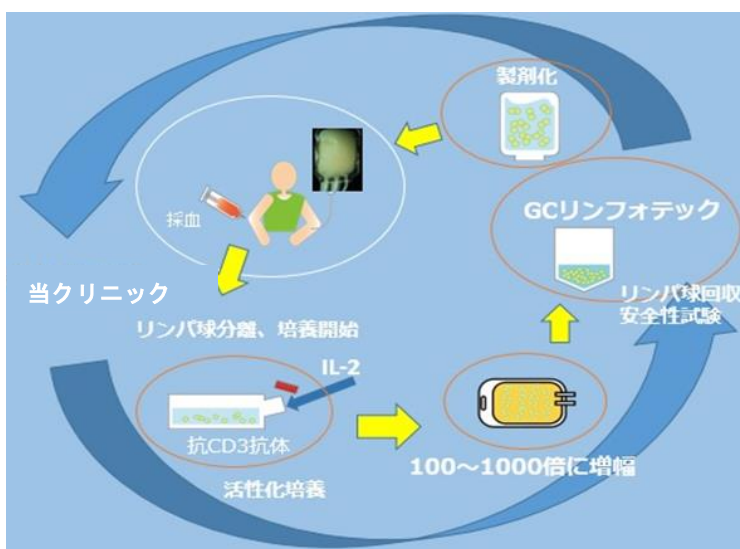 製剤化
採血
GCリンフォテック
当クリニック
リンパ球回収
安全性試験
リンパ球分離、培養開始
IL-2
抗CD3抗体
100～1000倍に増幅
活性化培養